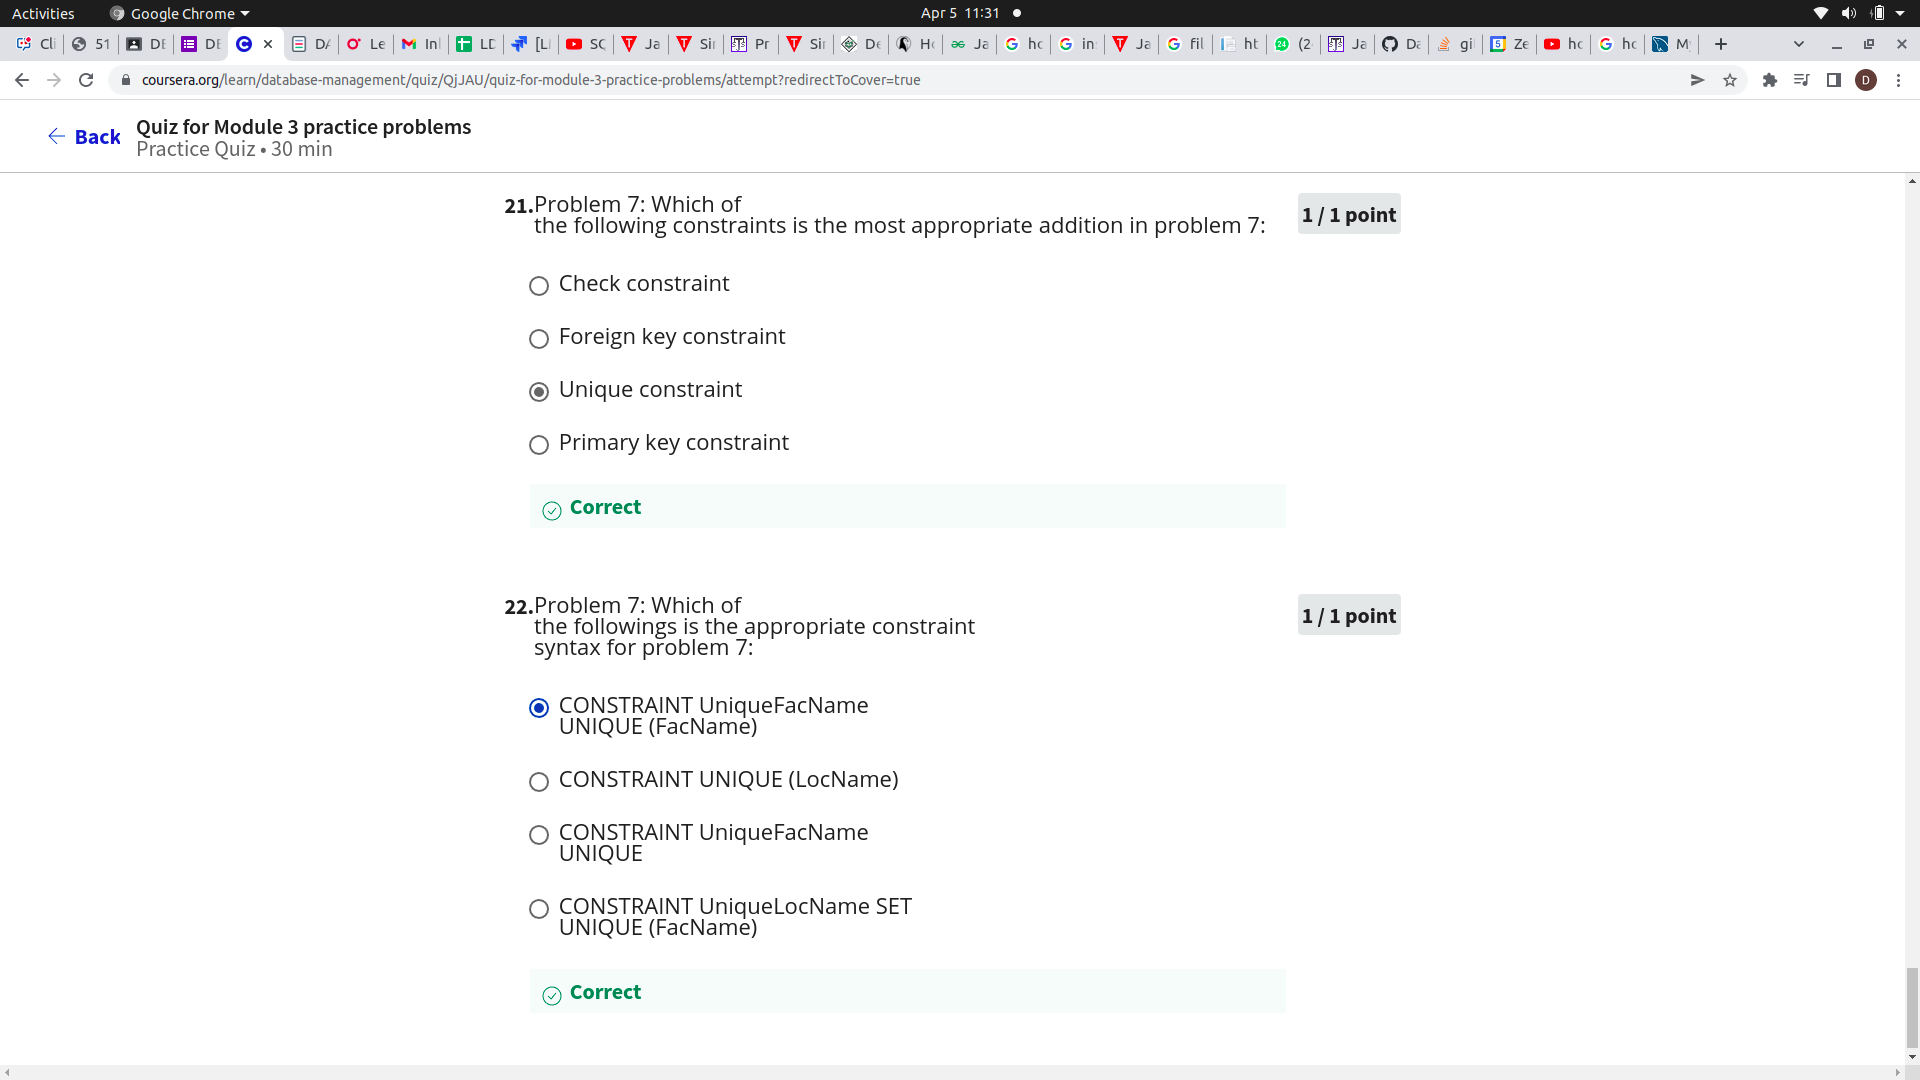 Activities
Google Chrome
Apr 5 11:31
Cli
51
DE
DE
DA
Le
In
LD
[LI
SC
Ja
Sin
Pr
Sin
De
Ho
Ja
hc
in
Ja
fil
ht
(2
Ja
Da
gi
Ze
hc
hc
M
coursera.org/learn/database-management/quiz/QjJAU/quiz-for-module-3-practice-problems/attempt?redirectToCover=true
D
Back
Quiz for Module 3 practice problems
Practice Quiz • 30 min
21. Problem 7: Which of
the following constraints is the most appropriate addition in problem 7:
1 / 1 point
Check constraint
Foreign key constraint
Unique constraint
Primary key constraint
Correct
22. Problem 7: Which of
the followings is the appropriate constraint
syntax for problem 7:
1 / 1 point
CONSTRAINT UniqueFacName
UNIQUE (FacName)
CONSTRAINT UNIQUE (LocName)
CONSTRAINT UniqueFacName
UNIQUE
CONSTRAINT UniqueLocName SET
UNIQUE (FacName)
Correct